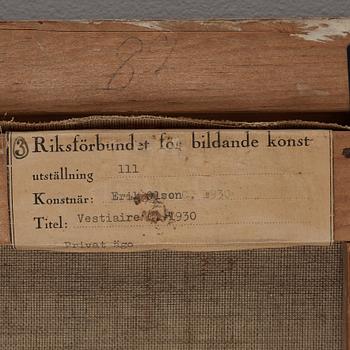 82
③ Riksförbundet för bildande konst
utställning 111
Konstnär: Erik Olson, 1930
Titel: Vestiaire 1930
Privat ägo